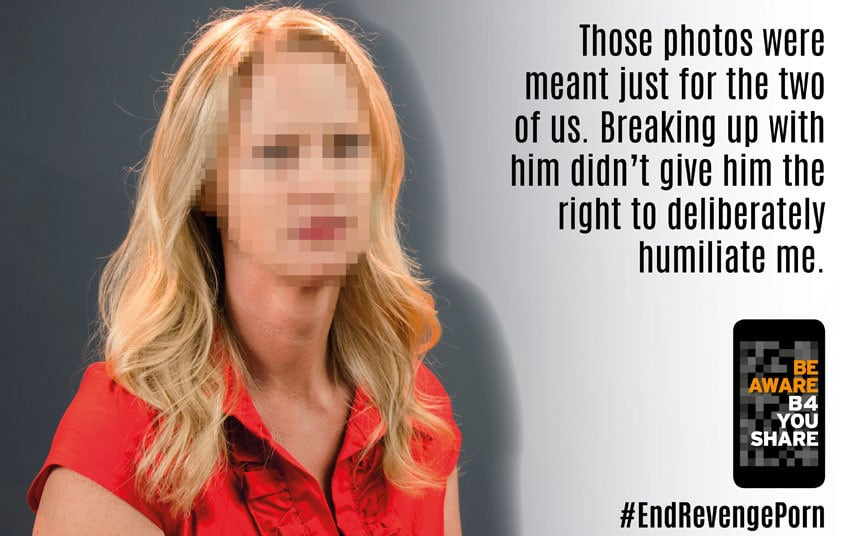 Those photos were
meant just for the two
of us. Breaking up with
him didn’t give him the
right to deliberately
humiliate me.
BE
AWARE
B4
YOU
SHARE
#EndRevengePorn